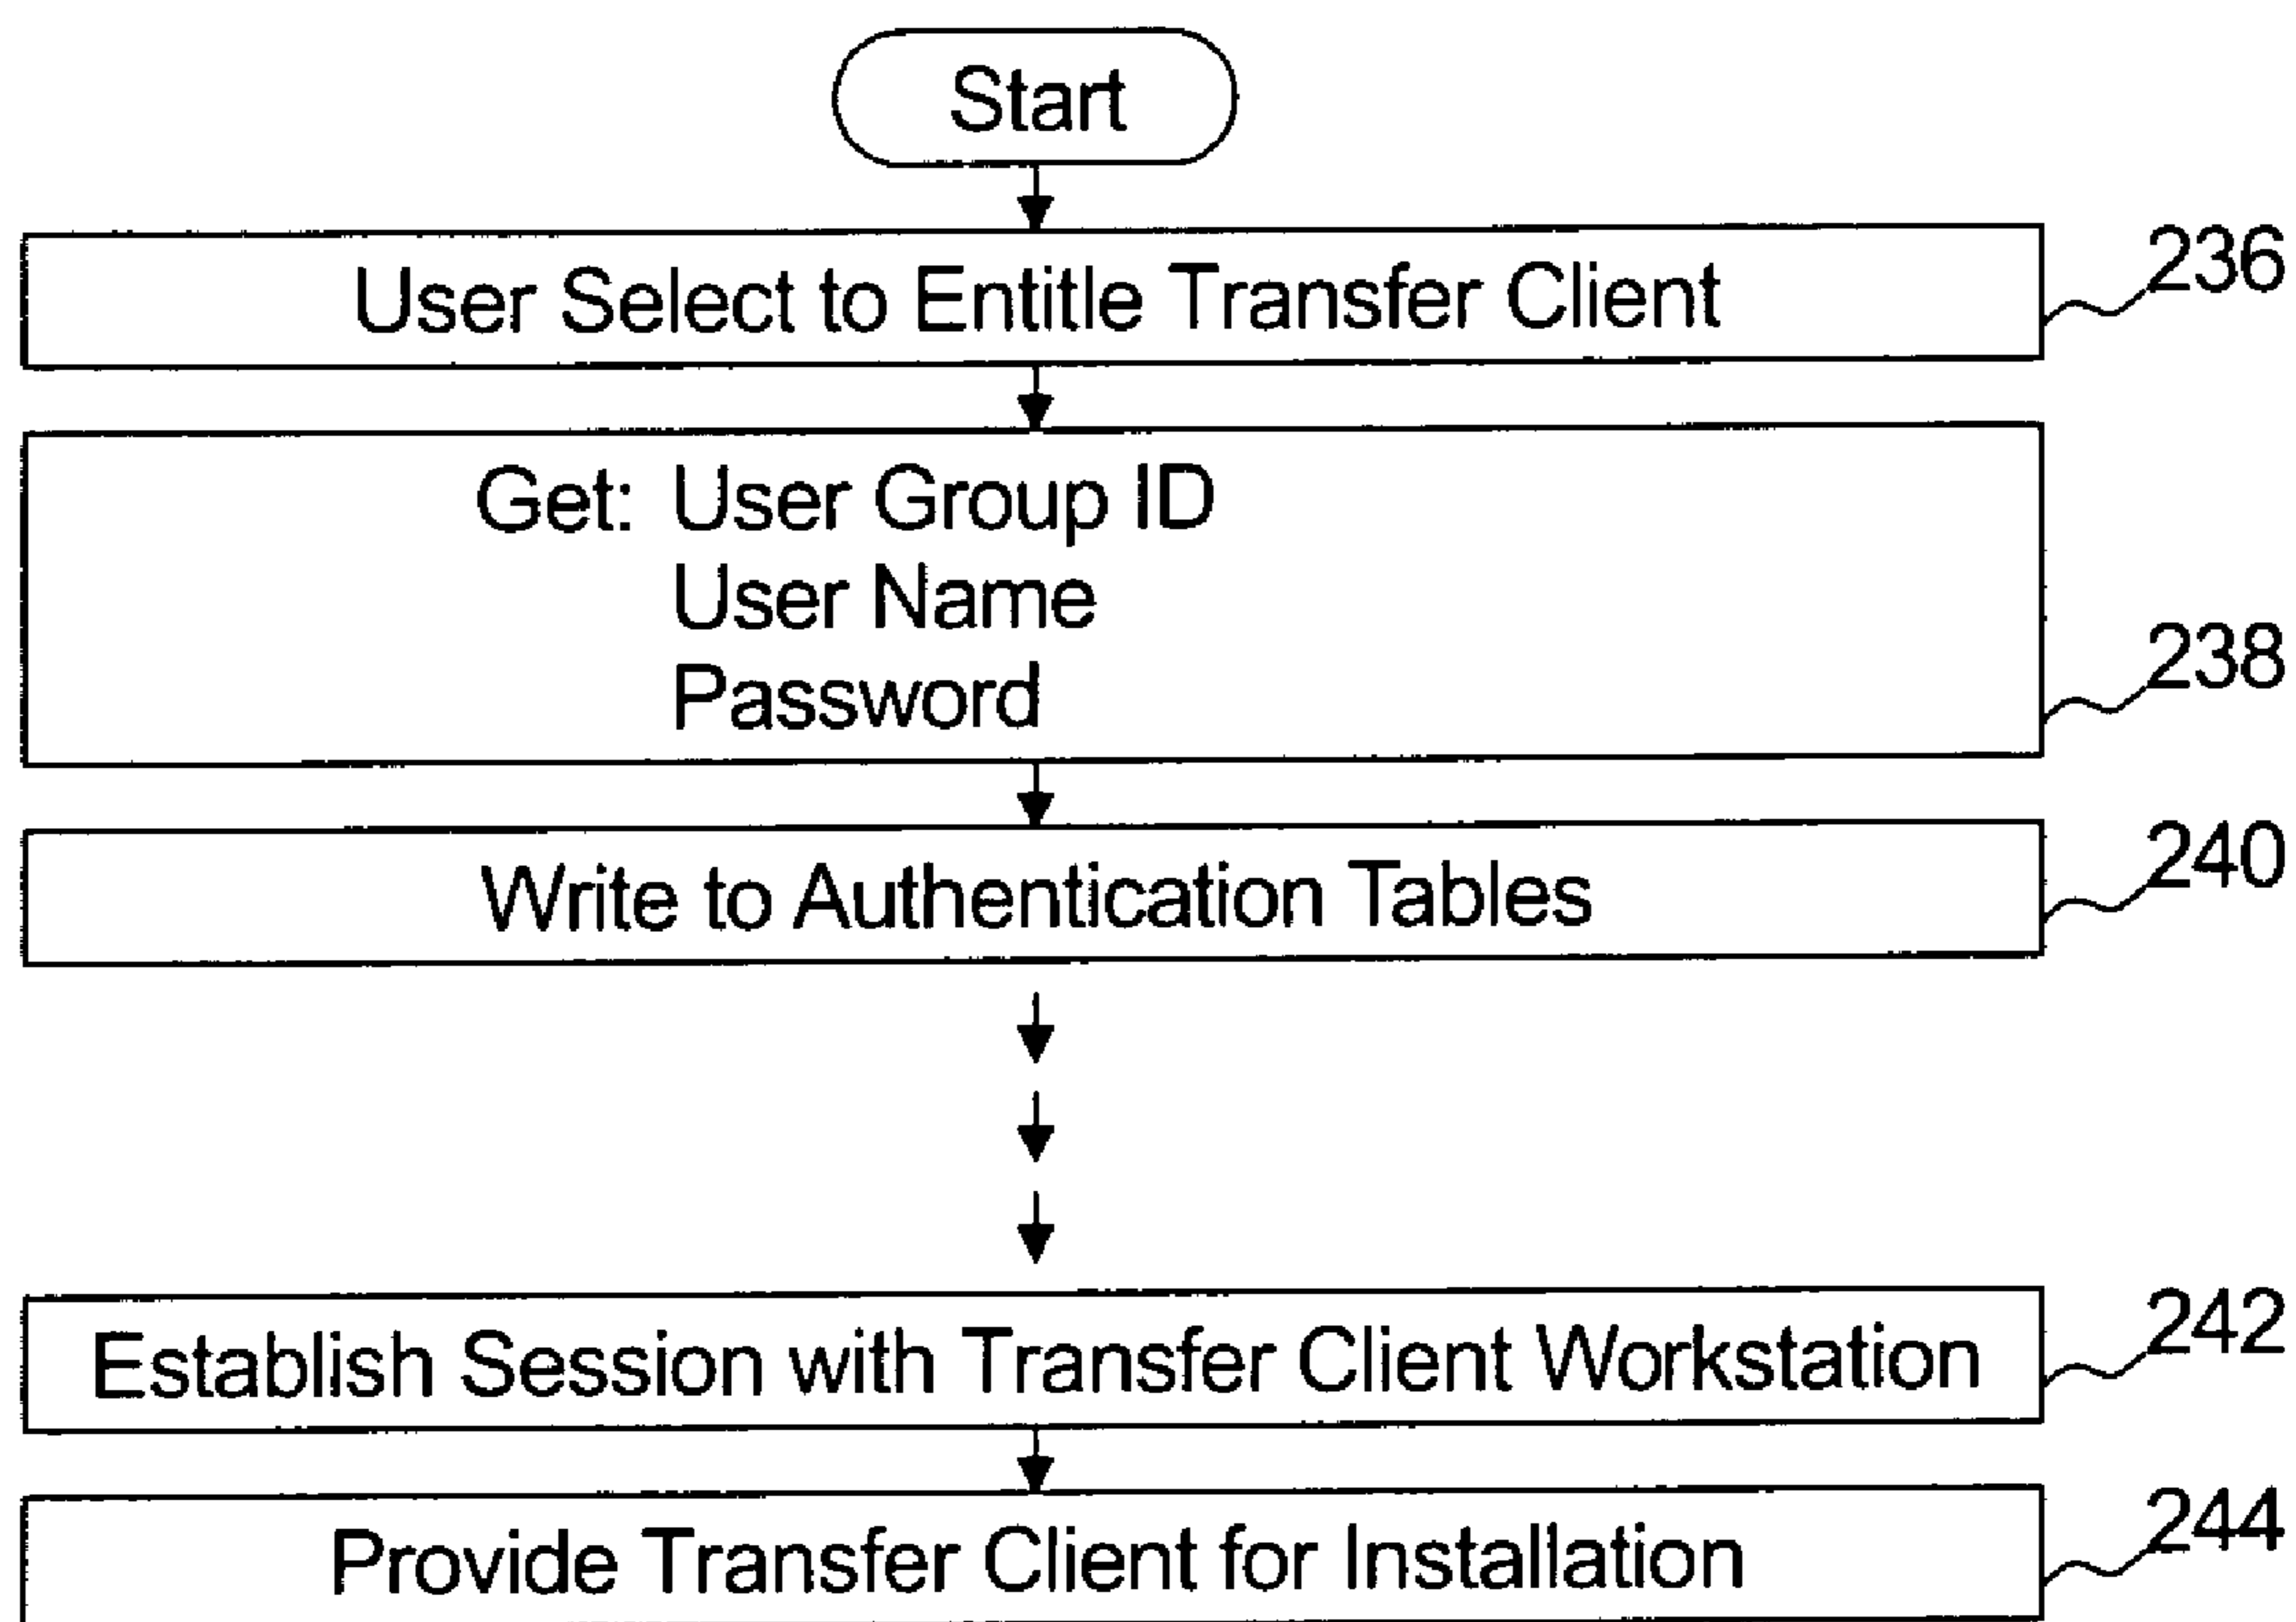 Start
User Select to Entitle Transfer Client
236
Get: User Group ID
User Name
Password
238
Write to Authentication Tables
240
Establish Session with Transfer Client Workstation
242
Provide Transfer Client for Installation
244